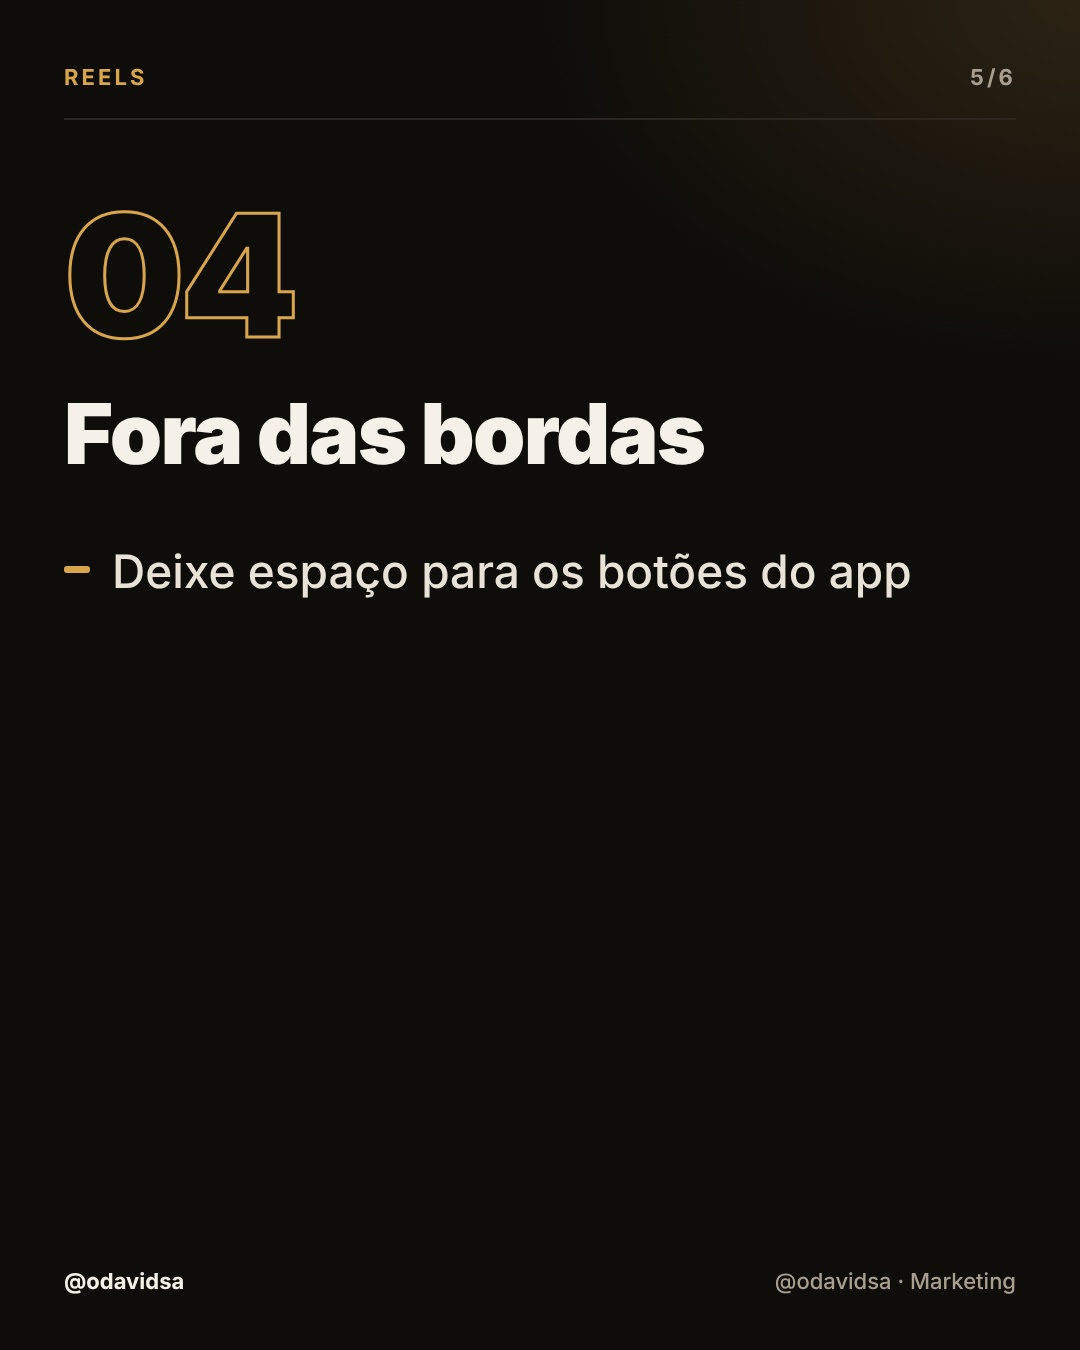 REELS
5/6
04
Fora das bordas
Deixe espaço para os botões do app
@odavidsa
@odavidsa · Marketing